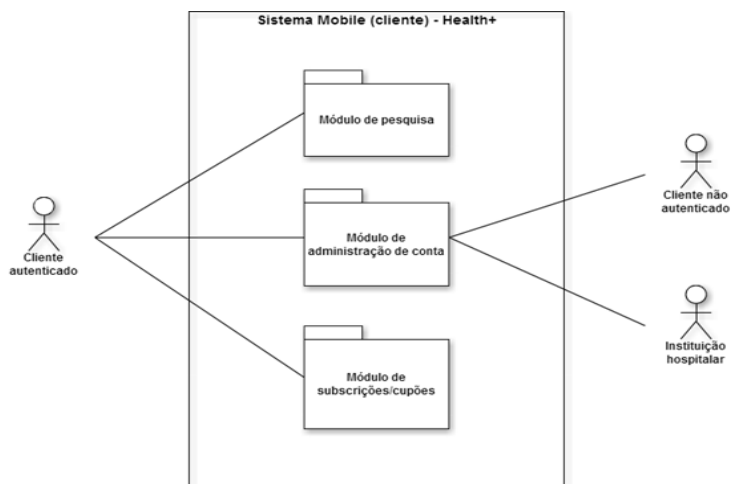 Sistema Mobile (cliente) - Health+
Módulo de pesquisa
Cliente
autenticado
Módulo de
administração de conta
Cliente não
autenticado
Módulo de
subscrições/cupões
Instituição
hospitalar